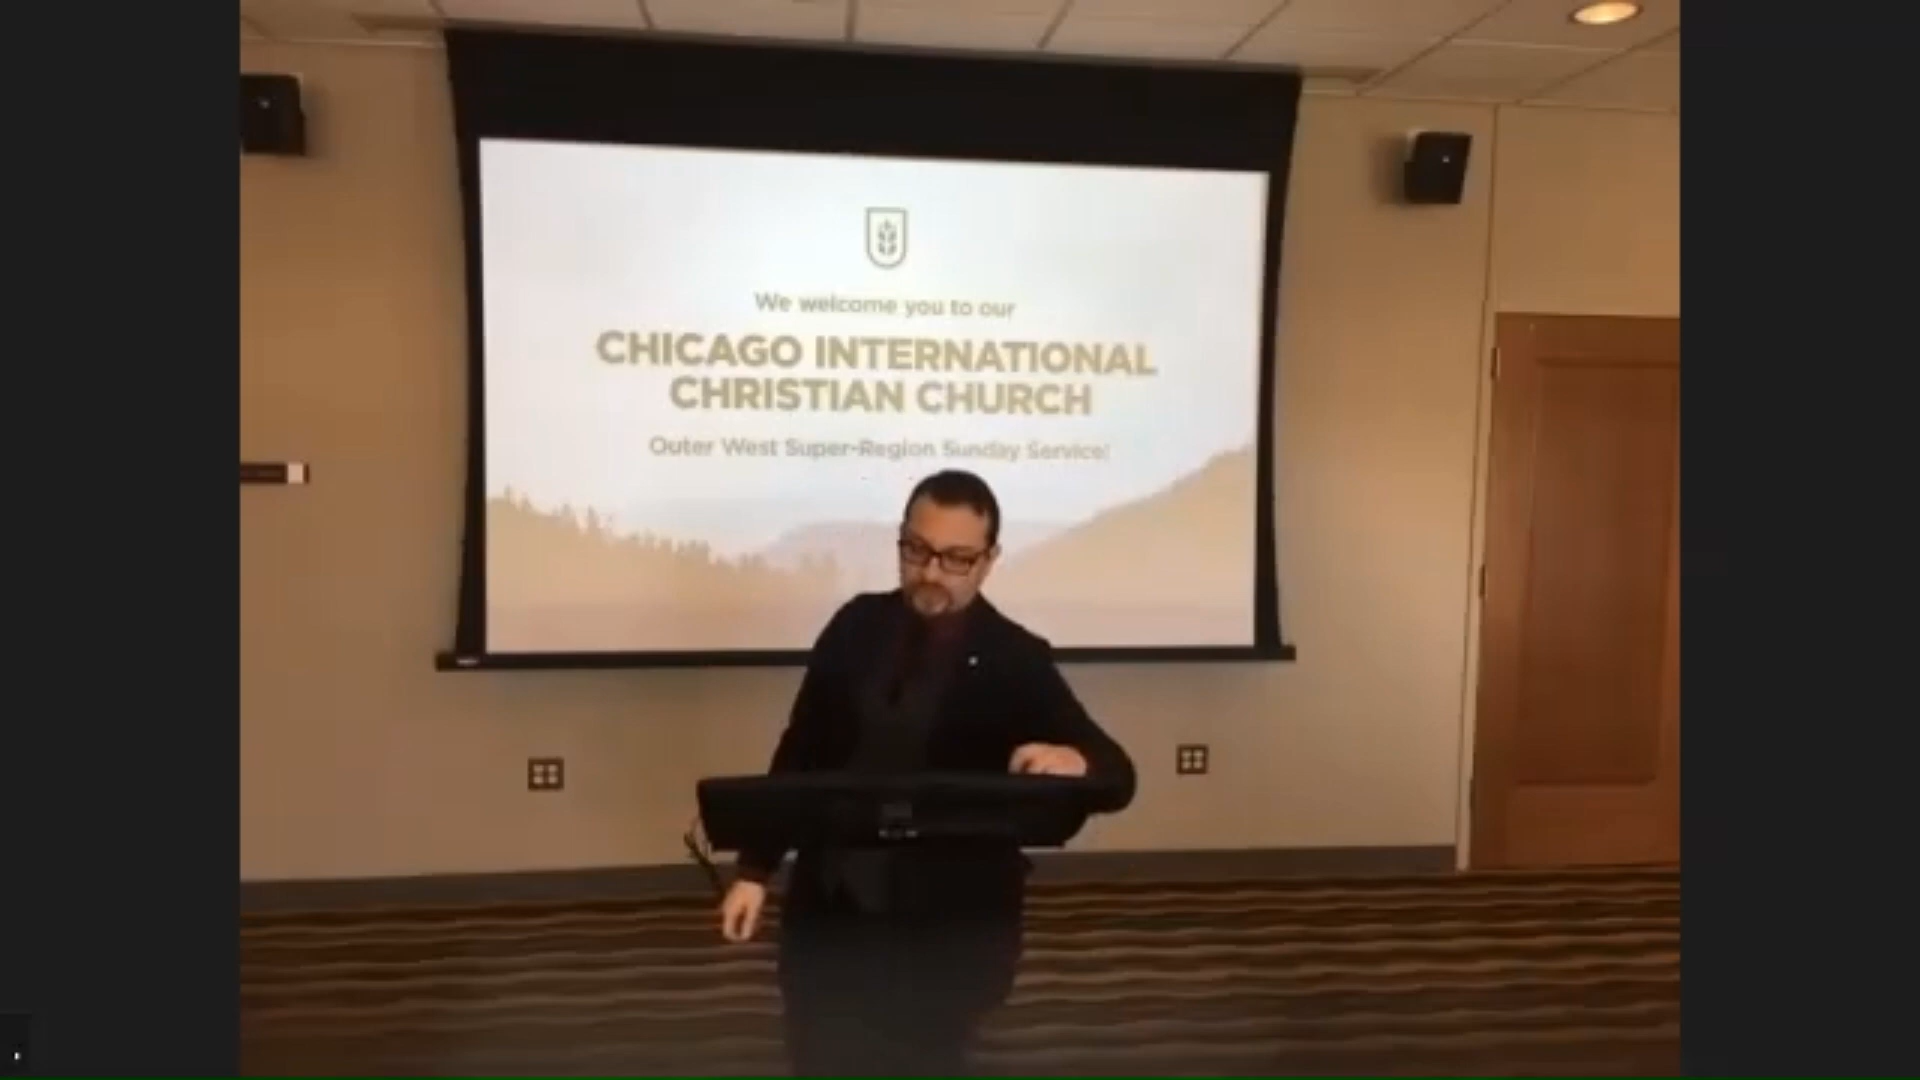 We welcome you to our
CHICAGO INTERNATIONAL
CHRISTIAN CHURCH
Outer West Super-Region Sunday Service!